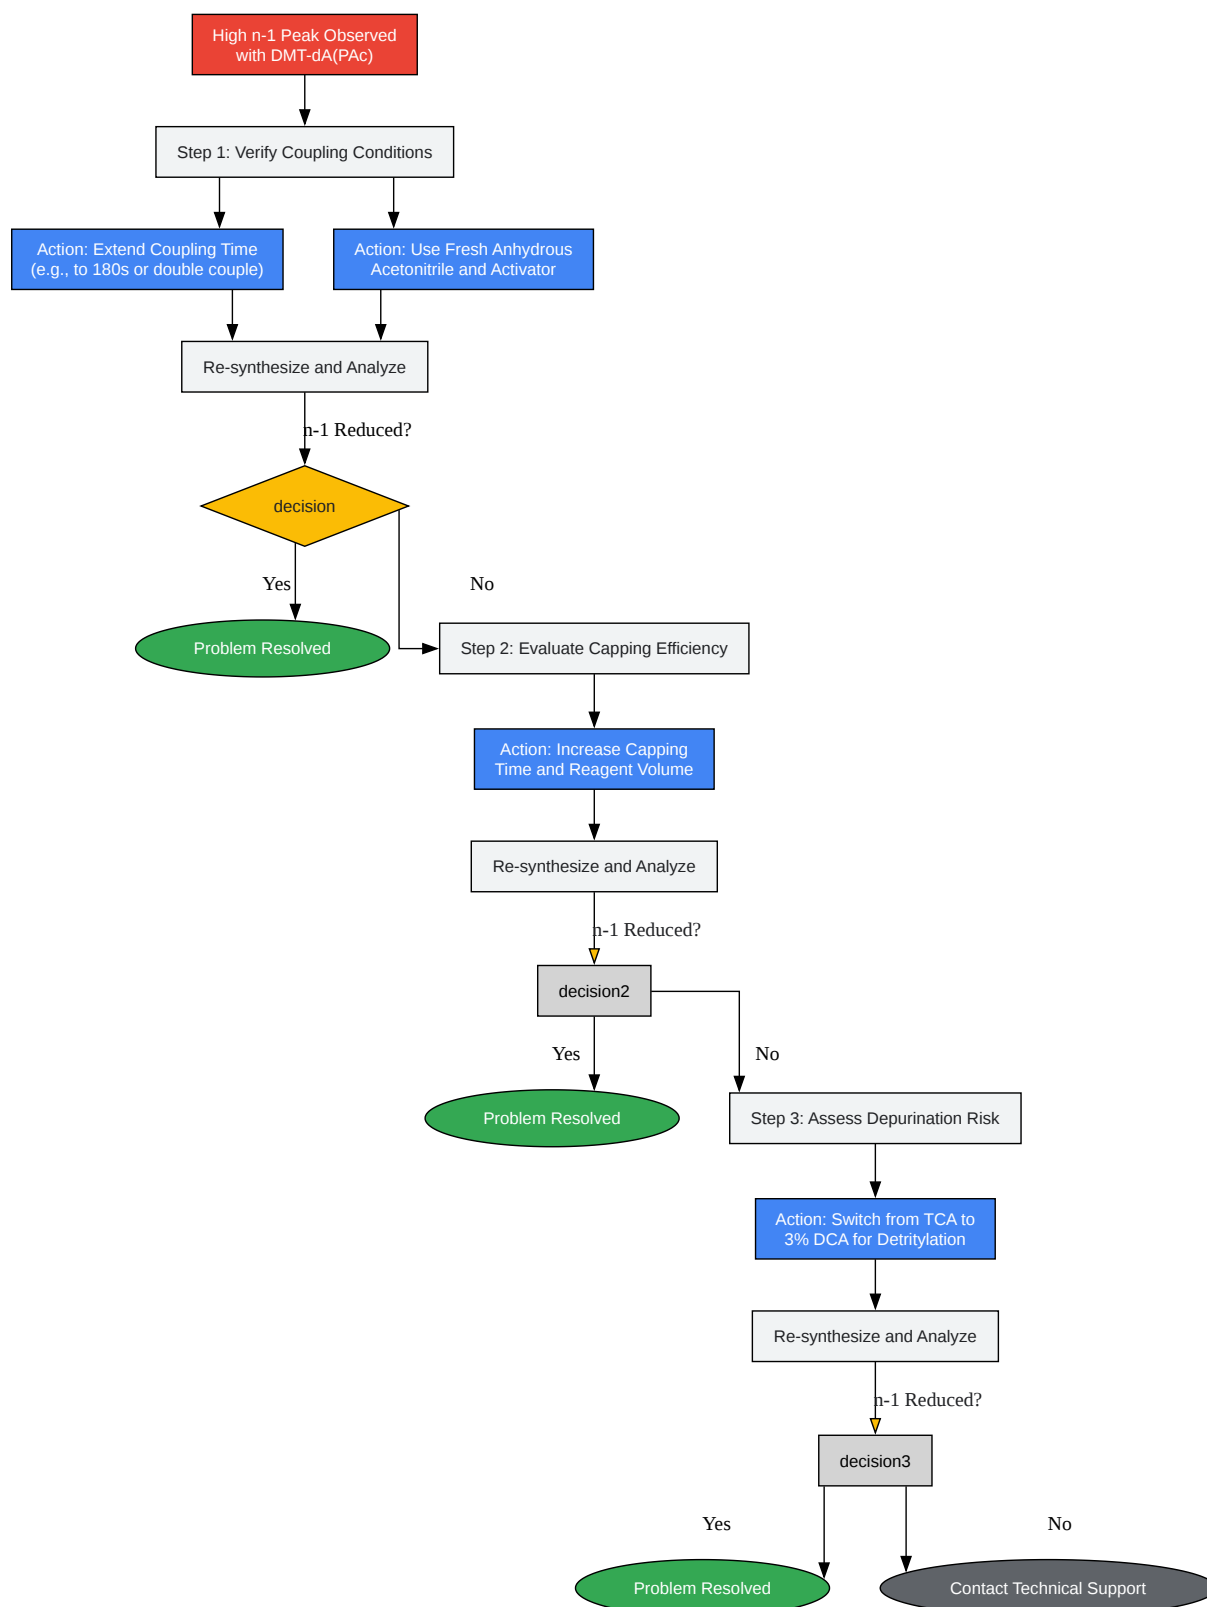 High n-1 Peak Observed
with DMT-dA(PAc)
Step 1: Verify Coupling Conditions
Action: Extend Coupling Time
(e.g., to 180s or double couple)
Action: Use Fresh Anhydrous
Acetonitrile and Activator
Re-synthesize and Analyze
n-1 Reduced?
decision
Yes
No
Problem Resolved
Step 2: Evaluate Capping Efficiency
Action: Increase Capping
Time and Reagent Volume
Re-synthesize and Analyze
n-1 Reduced?
decision2
Yes
No
Problem Resolved
Step 3: Assess Depurination Risk
Action: Switch from TCA to
3% DCA for Detritylation
Re-synthesize and Analyze
n-1 Reduced?
decision3
Yes
No
Problem Resolved
Contact Technical Support